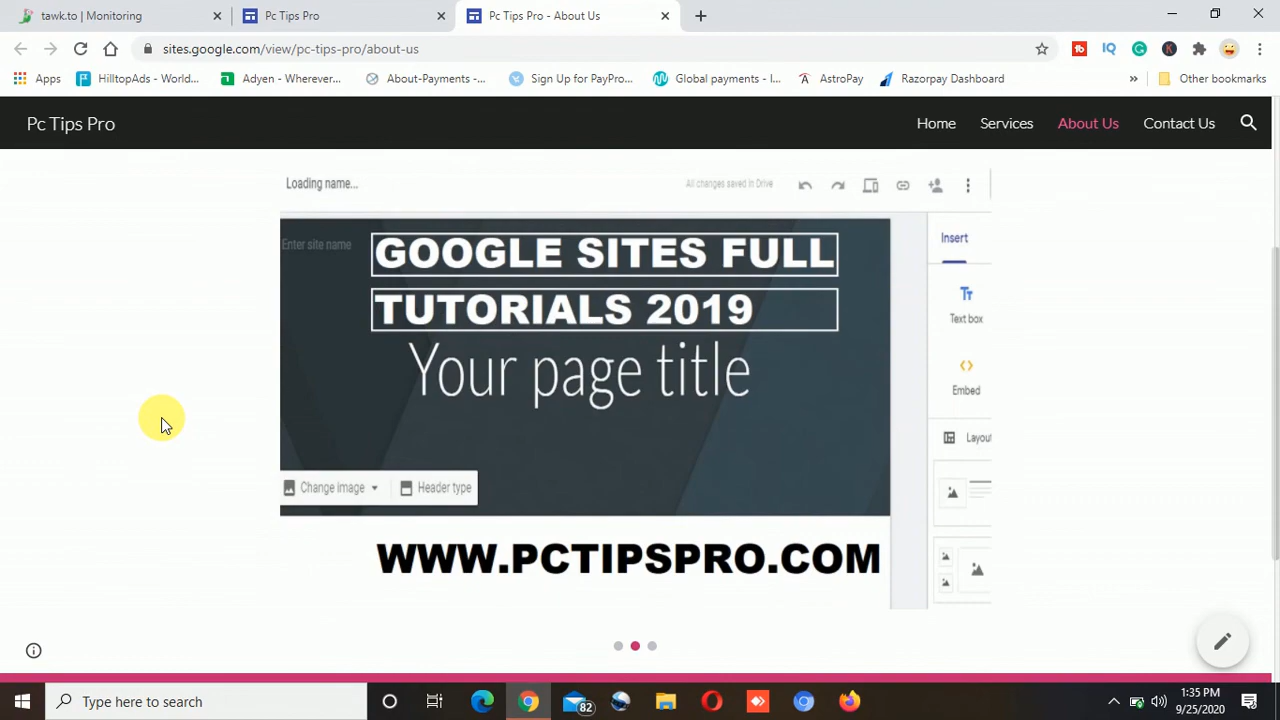 tawk.to | Monitoring
Pc Tips Pro
Pc Tips Pro - About Us
sites.google.com/view/pc-tips-pro/about-us
Apps
HilltopAds - World...
Adyen - Wherever...
About-Payments -...
Sign Up for PayPro...
Global payments - I...
AstroPay
Razorpay Dashboard
Other bookmarks
Pc Tips Pro
Home
Services
About Us
Contact Us
Loading name...
All changes saved in Drive
Enter site name
GOOGLE SITES FULL
TUTORIALS 2019
Your page title
Insert
Text box
Embed
Layou
Change image
Header type
WWW.PCTIPSPRO.COM
Type here to search
82
1:35 PM
9/25/2020